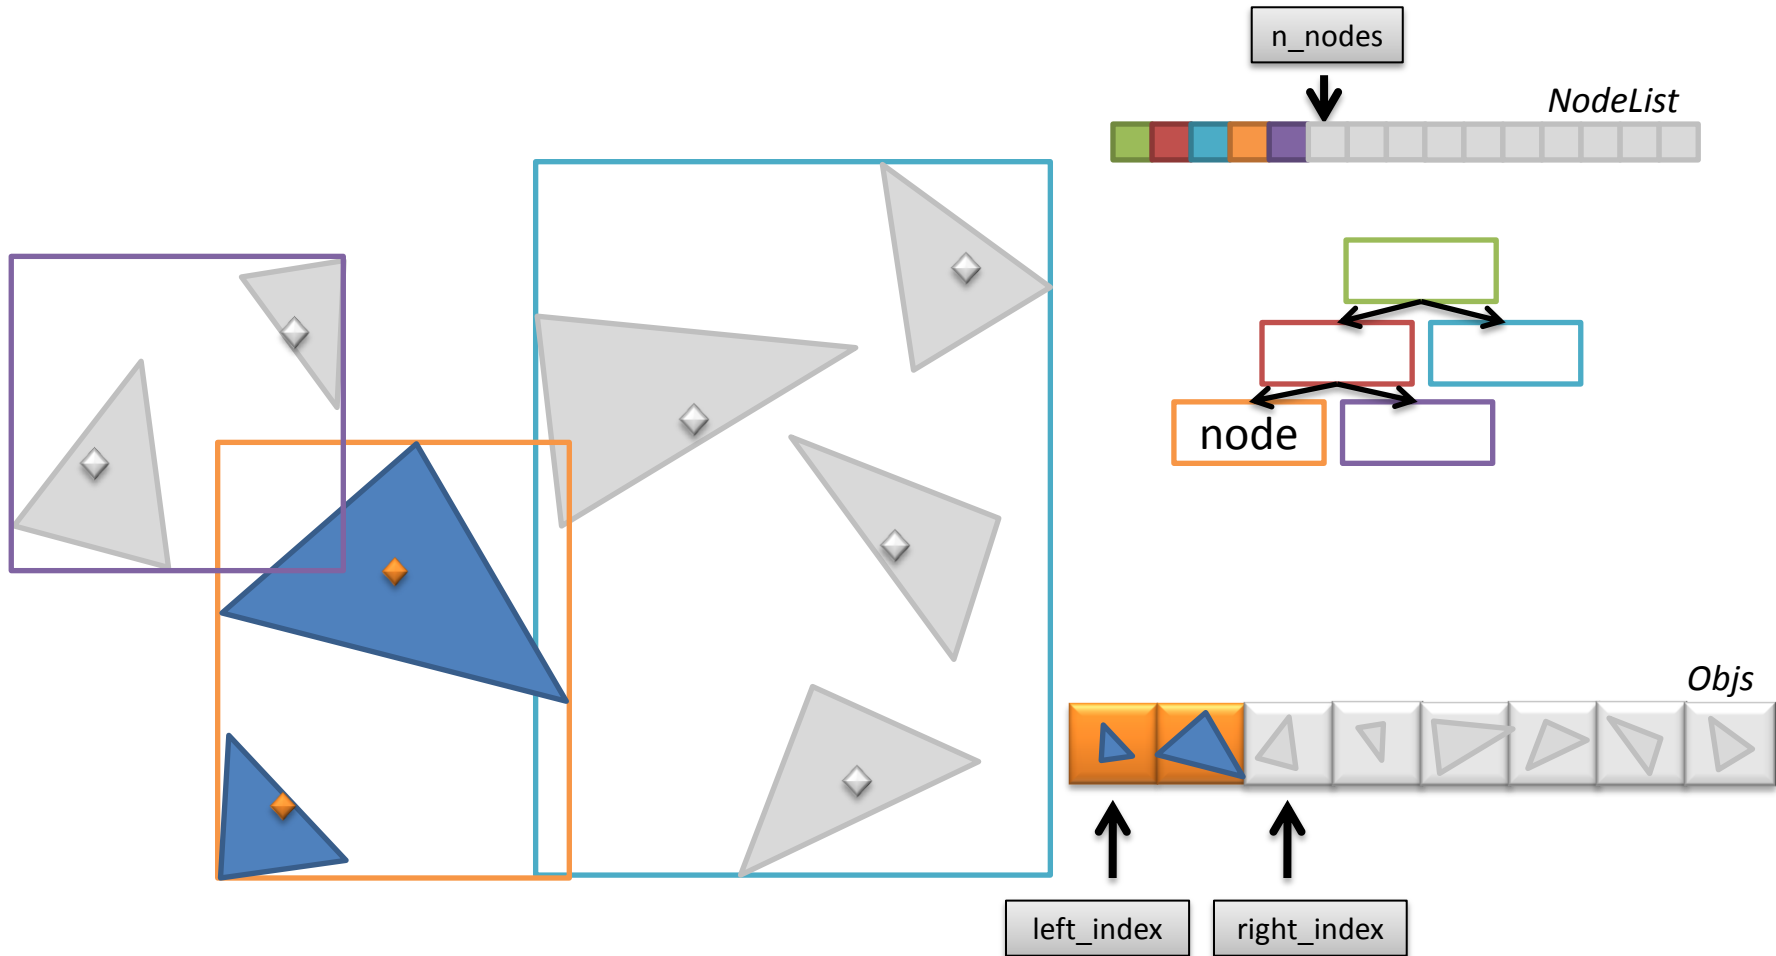 n_nodes
NodeList
node
Objs
left_index
right_index